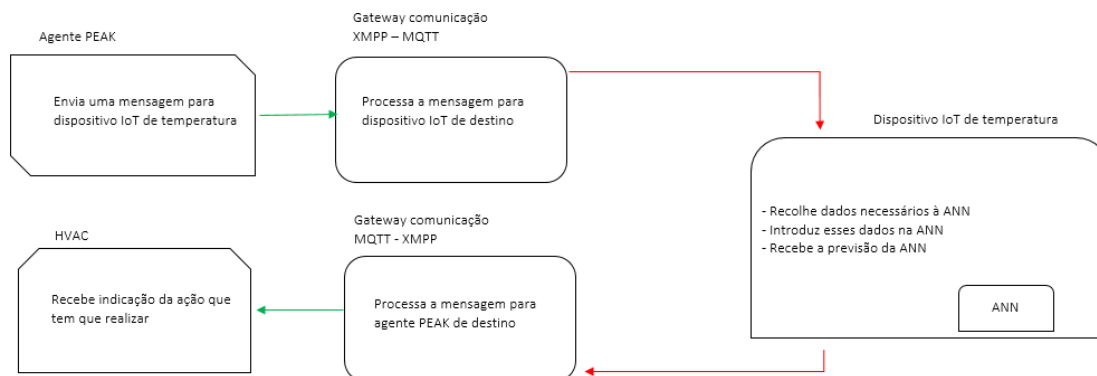 Agente PEAK
Envia uma mensagem para
dispositivo IoT de temperatura
Gateway comunicação
XMPP – MQTT
Processa a mensagem para
dispositivo IoT de destino
Dispositivo IoT de temperatura
- Recolhe dados necessários à ANN
- Introduz esses dados na ANN
- Recebe a previsão da ANN
ANN
Gateway comunicação
MQTT - XMPP
Processa a mensagem para
agente PEAK de destino
HVAC
Recebe indicação da ação que
tem que realizar